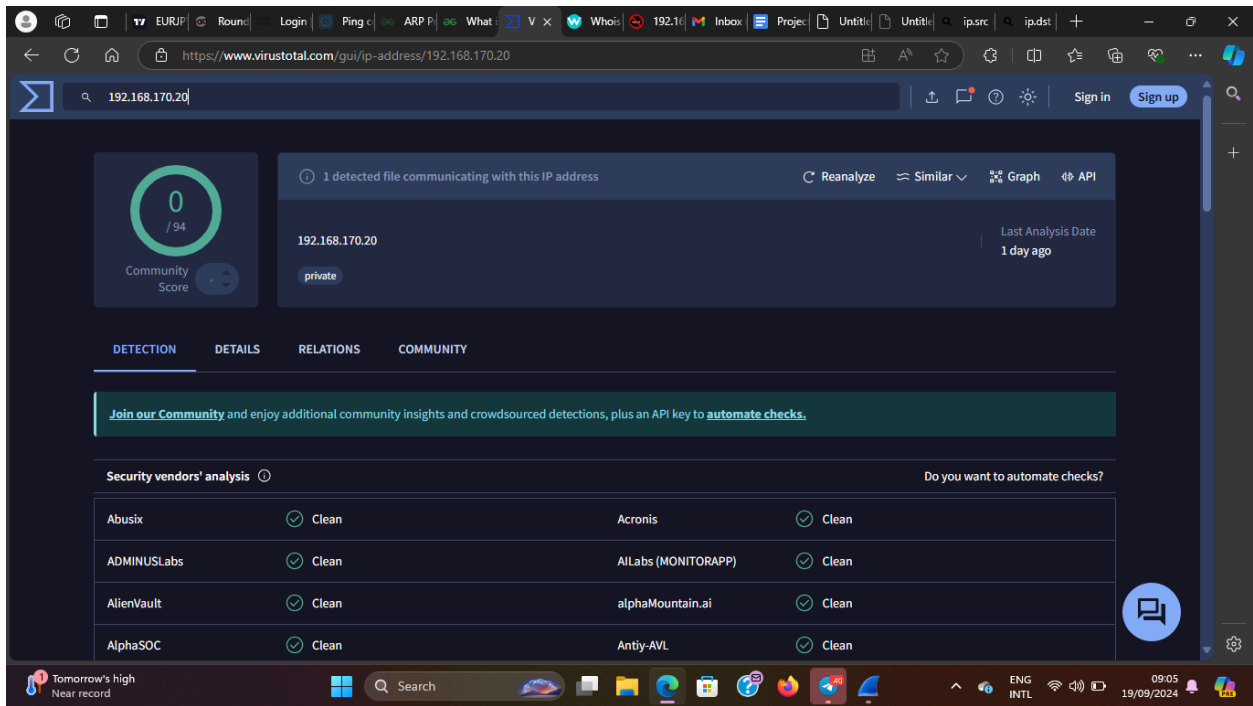 EURJP
Round
Login
Ping c
ARP P
What i
V
Whois
192.16
Inbox
Projec
Untitle
Untitle
ip.src
ip.dst
https://www.virustotal.com/gui/ip-address/192.168.170.20
192.168.170.20
Sign in
Sign up
0
/ 94
Community
Score
1 detected file communicating with this IP address
Reanalyze
Similar
Graph
API
192.168.170.20
private
Last Analysis Date
1 day ago
DETECTION
DETAILS
RELATIONS
COMMUNITY
Join our Community and enjoy additional community insights and crowdsourced detections, plus an API key to automate checks.
Security vendors' analysis
Do you want to automate checks?
Abusix
Clean
Acronis
Clean
ADMINUSLabs
Clean
AILabs (MONITORAPP)
Clean
AlienVault
Clean
alphaMountain.ai
Clean
AlphaSOC
Clean
Antiy-AVL
Clean
1
Tomorrow's high
Near record
Search
40
ENG
INTL
09:05
19/09/2024
PRE